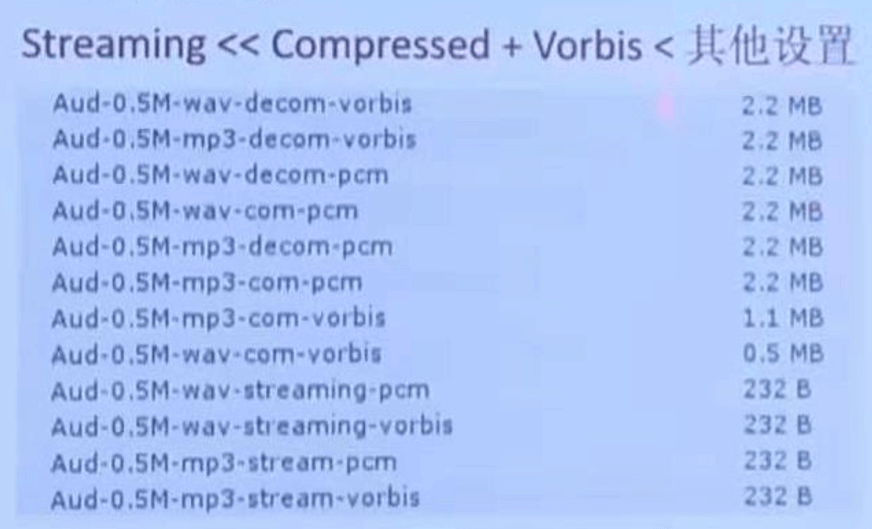 Streaming << Compressed + Vorbis < 其他设置
Aud-0.5M-wav-decom-vorbis 2.2 MB
Aud-0.5M-mp3-decom-vorbis 2.2 MB
Aud-0.5M-wav-decom-pcm 2.2 MB
Aud-0.5M-wav-com-pcm 2.2 MB
Aud-0.5M-mp3-decom-pcm 2.2 MB
Aud-0.5M-mp3-com-pcm 2.2 MB
Aud-0.5M-mp3-com-vorbis 1.1 MB
Aud-0.5M-wav-com-vorbis 0.5 MB
Aud-0.5M-wav-streaming-pcm 232 B
Aud-0.5M-wav-streaming-vorbis 232 B
Aud-0.5M-mp3-stream-pcm 232 B
Aud-0.5M-mp3-stream-vorbis 232 B